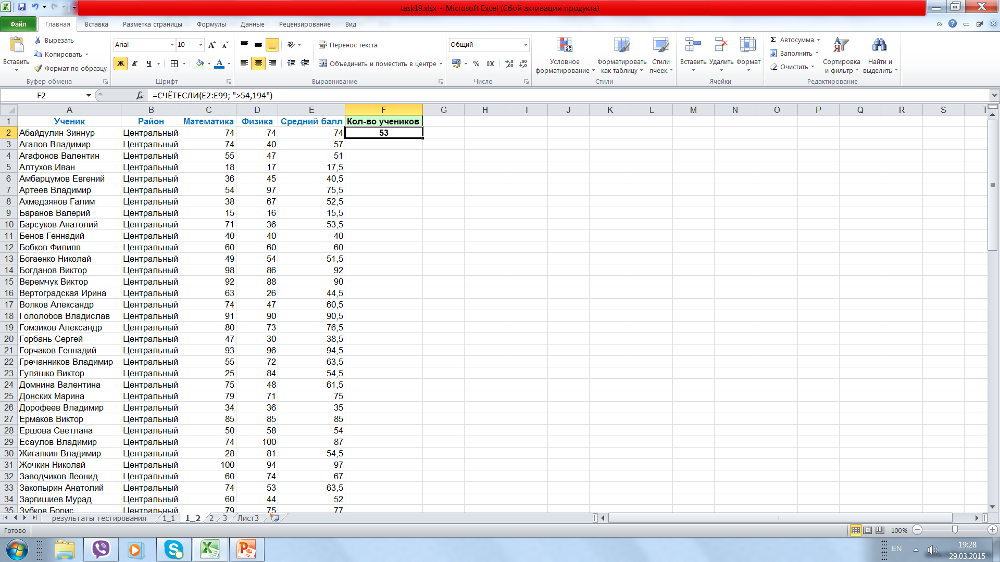 task19.xlsx - Microsoft Excel (Сбой активации продукта)
Файл Главная Вставка Разметка страницы Формулы Данные Рецензирование Вид
Вставить
Вырезать
Копировать
Формат по образцу
Буфер обмена
Arial 10
Ж К Ч А
Шрифт
Перенос текста
Объединить и поместить в центре
Выравнивание
Общий
% 000
Число
Условное форматирование
Форматировать как таблицу
Стили ячеек
Стили
Вставить Удалить Формат
Ячейки
Σ Автосумма
Заполнить
Очистить
Сортировка и фильтр
Найти и выделить
Редактирование
F2 fx =СЧЁТЕСЛИ(E2:E99; ">54,194")
A B C D E F G H I J K L M N O P Q R S T
1 Ученик Район Математика Физика Средний балл Кол-во учеников
2 Абайдулин Зиннур Центральный 74 74 74 53
3 Агалов Владимир Центральный 74 40 57
4 Агафонов Валентин Центральный 55 47 51
5 Алтухов Иван Центральный 18 17 17,5
6 Амбарцумов Евгений Центральный 36 45 40,5
7 Артеев Владимир Центральный 54 97 75,5
8 Ахмедзянов Галим Центральный 38 67 52,5
9 Баранов Валерий Центральный 15 16 15,5
10 Барсуков Анатолий Центральный 71 36 53,5
11 Бенов Геннадий Центральный 40 40 40
12 Бобков Филипп Центральный 60 60 60
13 Богаенко Николай Центральный 49 54 51,5
14 Богданов Виктор Центральный 98 86 92
15 Веремчук Виктор Центральный 92 88 90
16 Вертоградская Ирина Центральный 63 26 44,5
17 Волков Александр Центральный 74 47 60,5
18 Гололобов Владислав Центральный 91 90 90,5
19 Гомзиков Александр Центральный 80 73 76,5
20 Горбань Сергей Центральный 47 30 38,5
21 Горчаков Геннадий Центральный 93 96 94,5
22 Гречанников Владимир Центральный 55 72 63,5
23 Гуляшко Виктор Центральный 25 84 54,5
24 Домнина Валентина Центральный 75 48 61,5
25 Донских Марина Центральный 79 71 75
26 Дорофеев Владимир Центральный 34 36 35
27 Ермаков Виктор Центральный 85 85 85
28 Ершова Светлана Центральный 50 58 54
29 Есаулов Владимир Центральный 74 100 87
30 Жигалкин Владимир Центральный 28 81 54,5
31 Жочкин Николай Центральный 100 94 97
32 Заводчиков Леонид Центральный 60 74 67
33 Закопырин Анатолий Центральный 74 53 63,5
34 Заргишиев Мурад Центральный 60 44 52
35 Зубков Борис Центральный 79 75 77
результаты тестирования 1_1 1_2 2 3 Лист3
Готово 100%
EN 19:28
29.03.2015